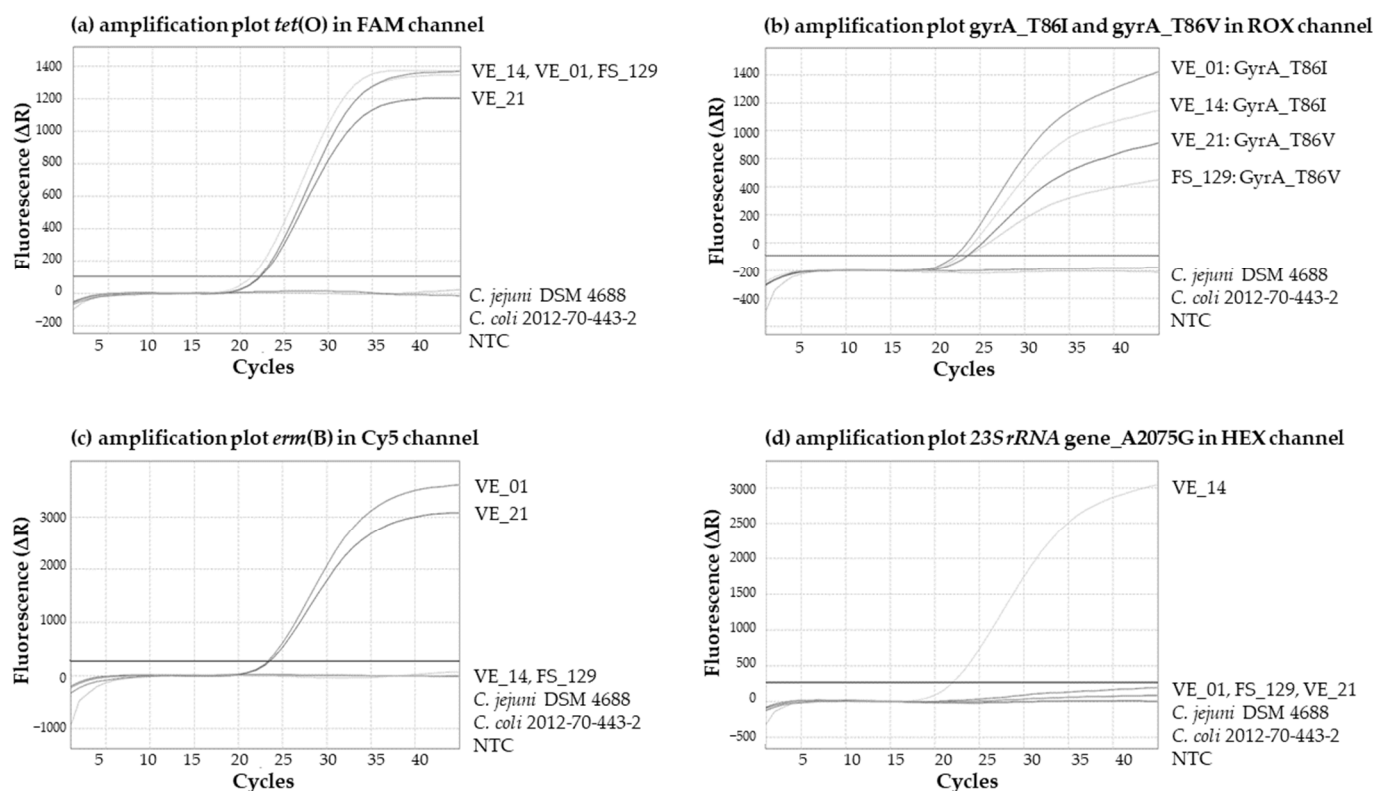 (a) amplification plot tet(O) in FAM channel
Fluorescence (ΔR)
1400
1200
1000
800
600
400
200
0
−200
5 10 15 20 25 30 35 40
Cycles
VE_14, VE_01, FS_129
VE_21
C. jejuni DSM 4688
C. coli 2012-70-443-2
NTC
(b) amplification plot gyrA_T86I and gyrA_T86V in ROX channel
Fluorescence (ΔR)
1400
1200
1000
800
600
400
200
0
−200
−400
5 10 15 20 25 30 35 40
Cycles
VE_01: GyrA_T86I
VE_14: GyrA_T86I
VE_21: GyrA_T86V
FS_129: GyrA_T86V
C. jejuni DSM 4688
C. coli 2012-70-443-2
NTC
(c) amplification plot erm(B) in Cy5 channel
Fluorescence (ΔR)
3000
2000
1000
0
−1000
5 10 15 20 25 30 35 40
Cycles
VE_01
VE_21
VE_14, FS_129
C. jejuni DSM 4688
C. coli 2012-70-443-2
NTC
(d) amplification plot 23S rRNA gene_A2075G in HEX channel
Fluorescence (ΔR)
3000
2500
2000
1500
1000
500
0
−500
5 10 15 20 25 30 35 40
Cycles
VE_14
VE_01, FS_129, VE_21
C. jejuni DSM 4688
C. coli 2012-70-443-2
NTC